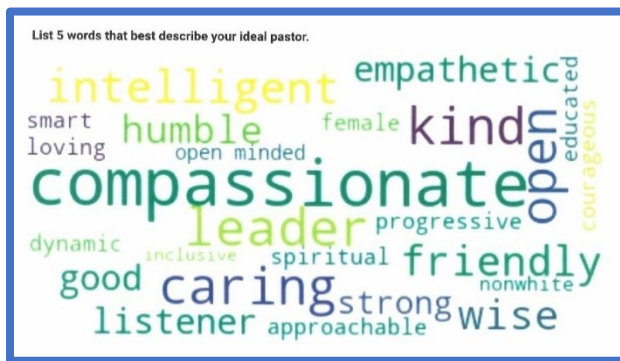 List 5 words that best describe your ideal pastor.
intelligent
empathetic
educated
smart
humble
female
kind
open
courageous
loving
open minded
compassionate
leader
progressive
dynamic
inclusive
spiritual
friendly
good
caring
nonwhite
strong
wise
listener
approachable